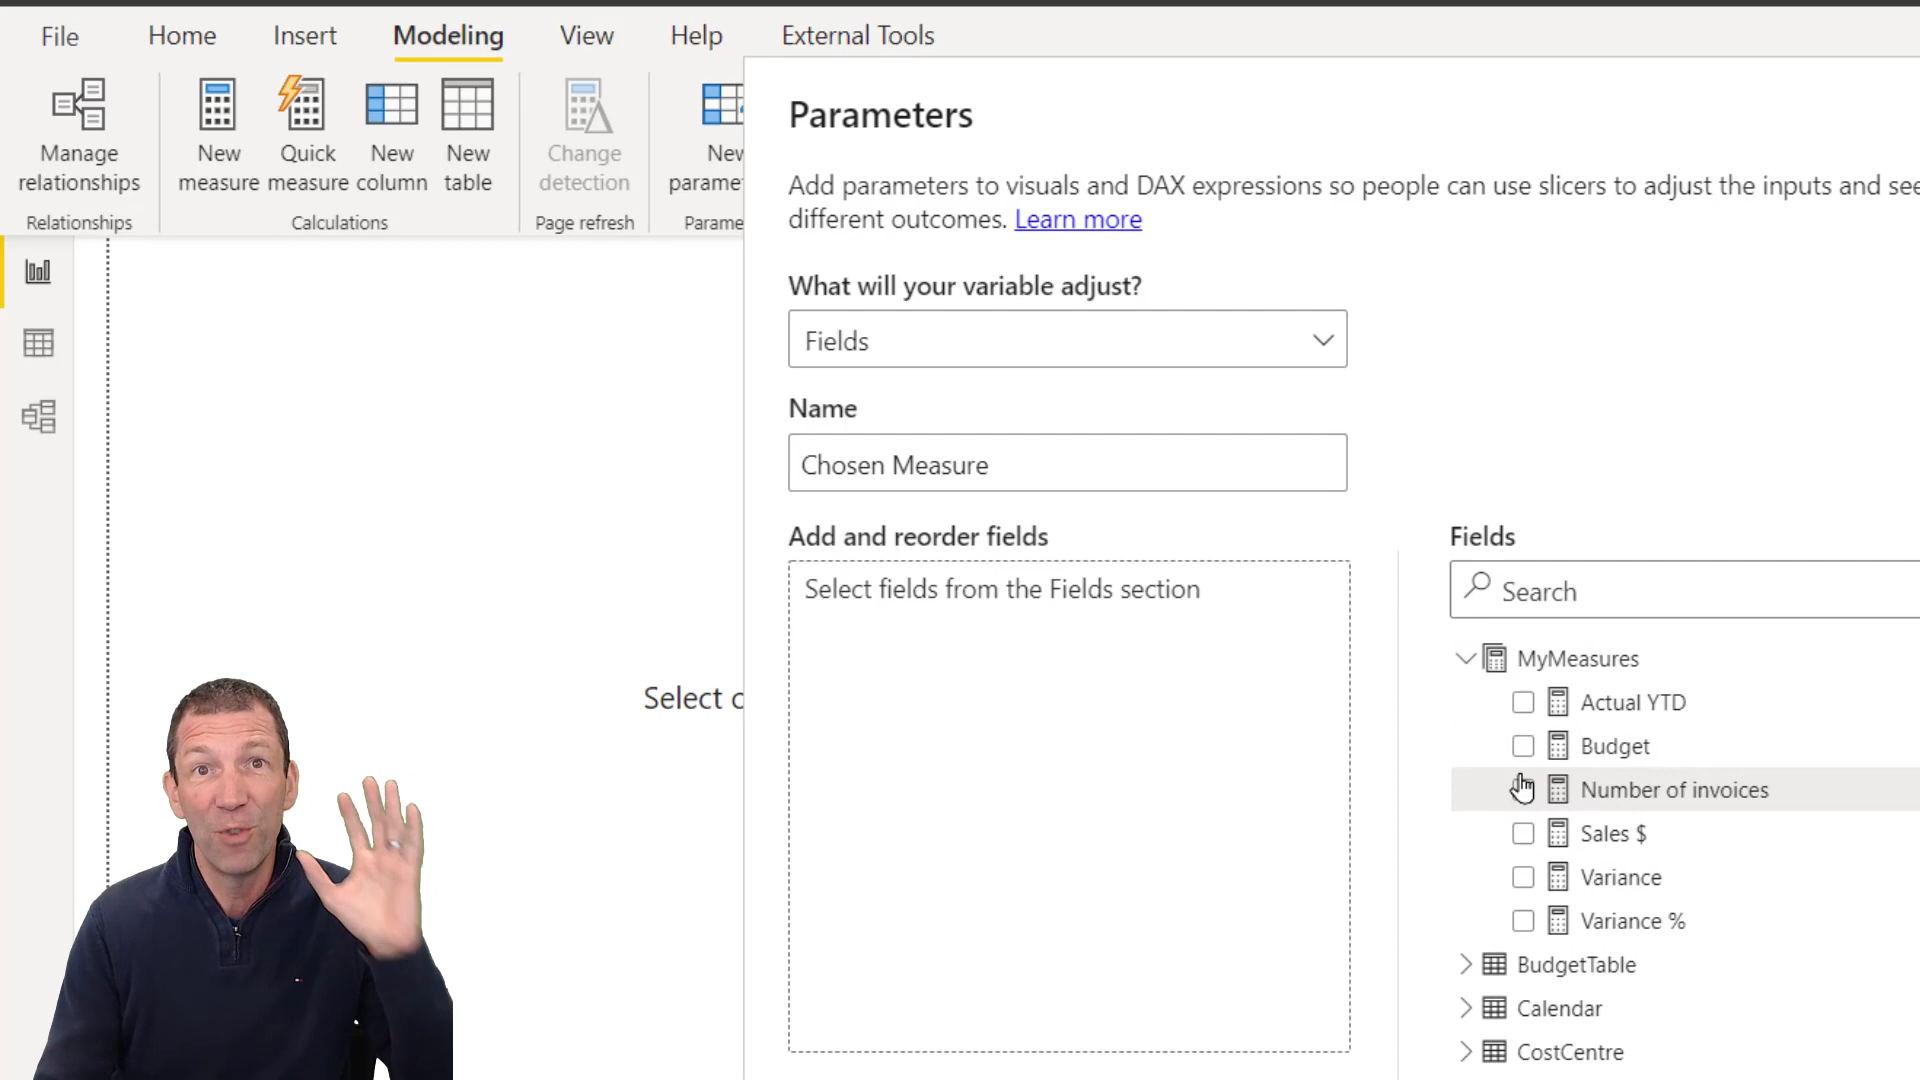 File Home Insert Modeling View Help External Tools
Manage relationships
New measure
Quick measure
New column
New table
Change detection
New
Relationships
Calculations
Page refresh
Parameters
Add parameters to visuals and DAX expressions so people can use slicers to adjust the inputs and see
different outcomes. Learn more
What will your variable adjust?
Fields
Name
Chosen Measure
Add and reorder fields
Select fields from the Fields section
Select
Fields
Search
MyMeasures
Actual YTD
Budget
Number of invoices
Sales $
Variance
Variance %
BudgetTable
Calendar
CostCentre